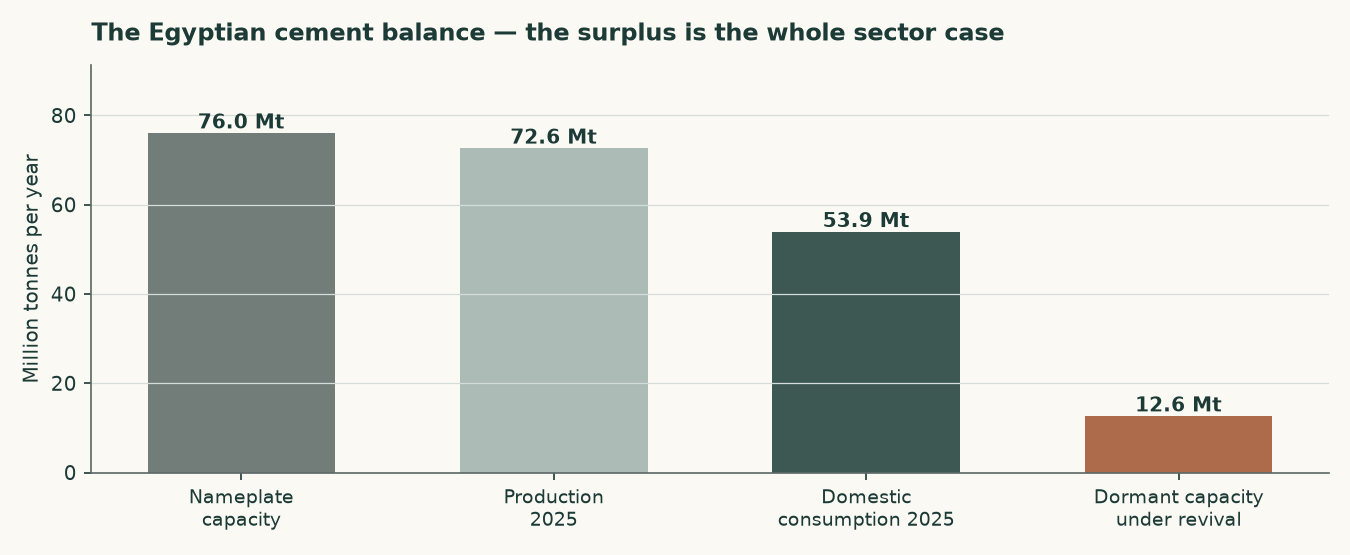 The Egyptian cement balance — the surplus is the whole sector case
Million tonnes per year
80
60
40
20
0
76.0 Mt
72.6 Mt
53.9 Mt
12.6 Mt
Nameplate
capacity
Production
2025
Domestic
consumption 2025
Dormant capacity
under revival